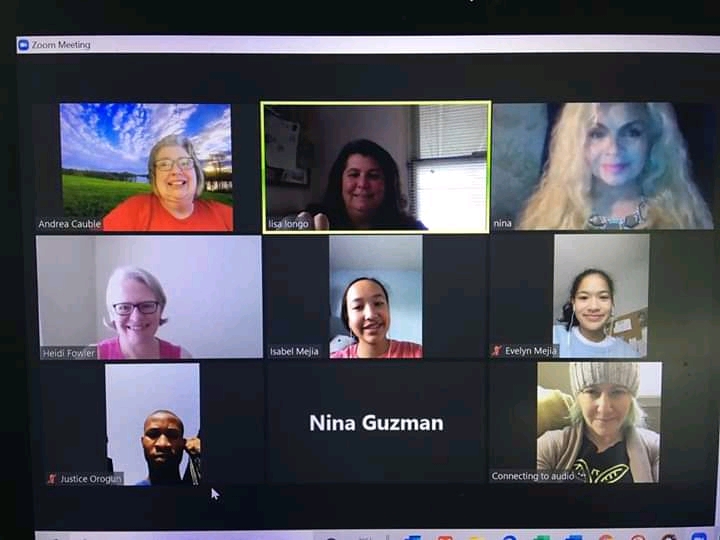 Zoom Meeting
Andrea Cauble
lisa longo
nina
Heidi Fowler
Isabel Mejia
Evelyn Mejia
Justice Orogun
Nina Guzman
Connecting to audio